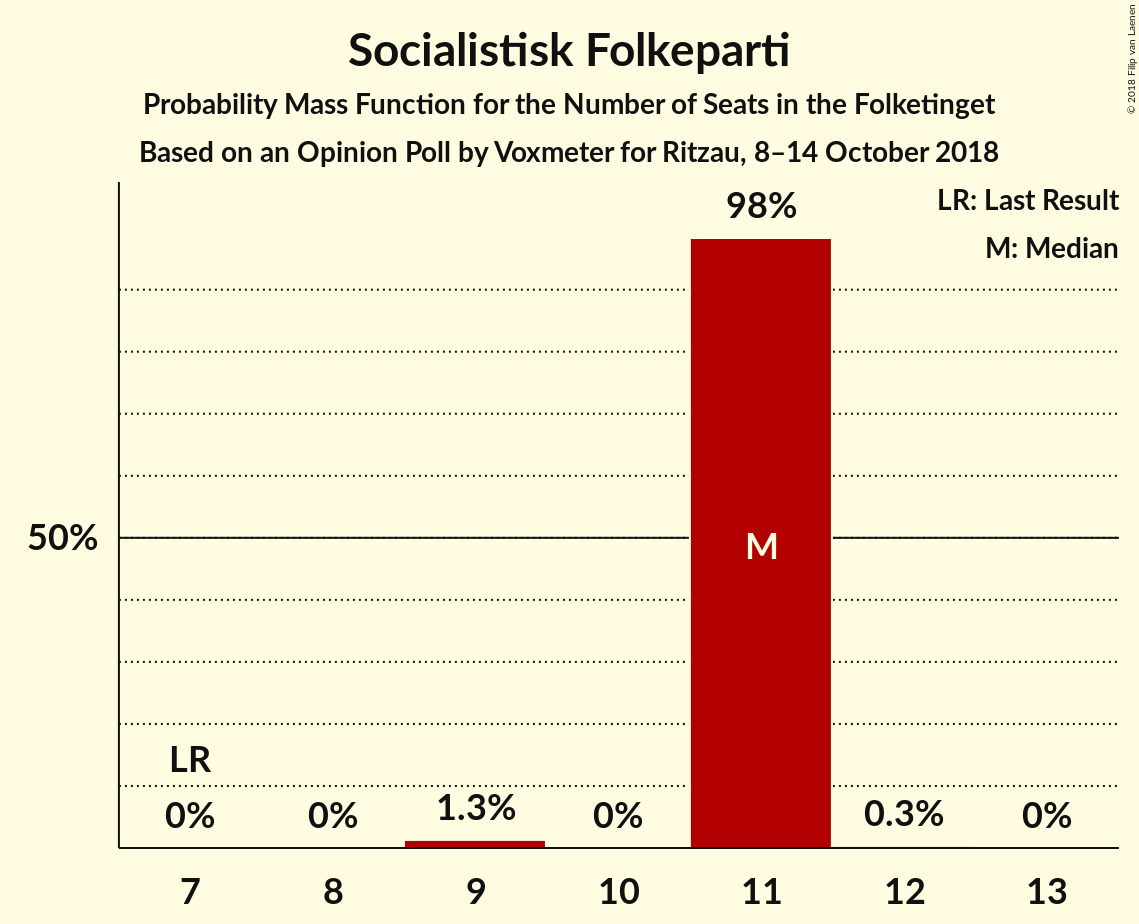 Socialistisk Folkeparti
Probability Mass Function for the Number of Seats in the Folketinget
Based on an Opinion Poll by Voxmeter for Ritzau, 8–14 October 2018
© 2018 Filip van Laenen
LR: Last Result
M: Median
98%
50%
M
LR
0%
0%
1.3%
0%
0.3%
0%
7
8
9
10
11
12
13